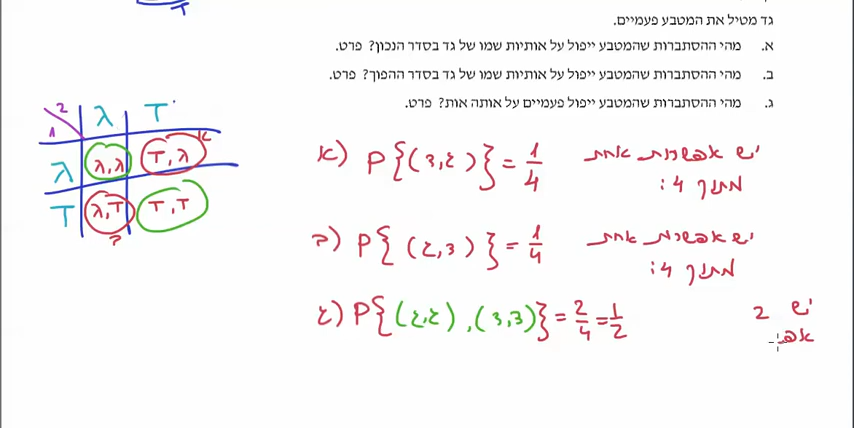 ד
גד מטיל את המטבע פעמיים.
א. מהי ההסתברות שהמטבע ייפול על אותיות שמו של גד בסדר הנכון? פרט.
ב. מהי ההסתברות שהמטבע ייפול על אותיות שמו של גד בסדר ההפוך? פרט.
ג. מהי ההסתברות שהמטבע ייפול פעמיים על אותה אות? פרט.
2 ג ד
1
ג ג,ג ד,ג א
ד ג,ד ד,ד
ב
א) P{(ג,ד)} = 1/4 יש אפשרות אחת
מתוך 4:
ב) P{(ד,ג)} = 1/4 יש אפשרות אחת
מתוך 4:
ג) P{(ג,ג),(ד,ד)} = 2/4 = 1/2 יש 2
אפ